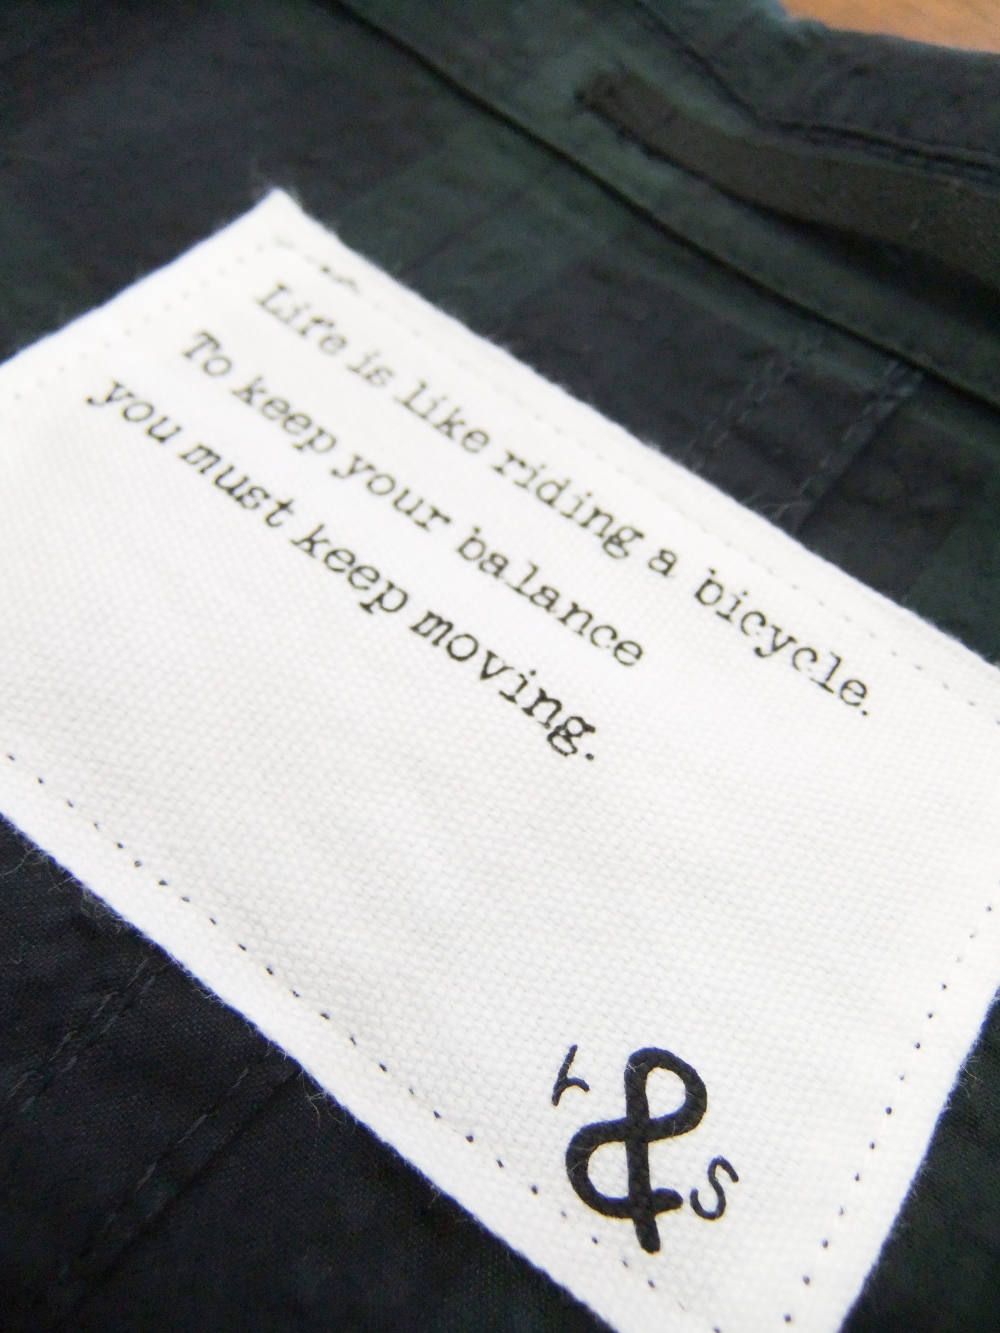 Life is like riding a bicycle.
To keep your balance
you must keep moving.
r & s